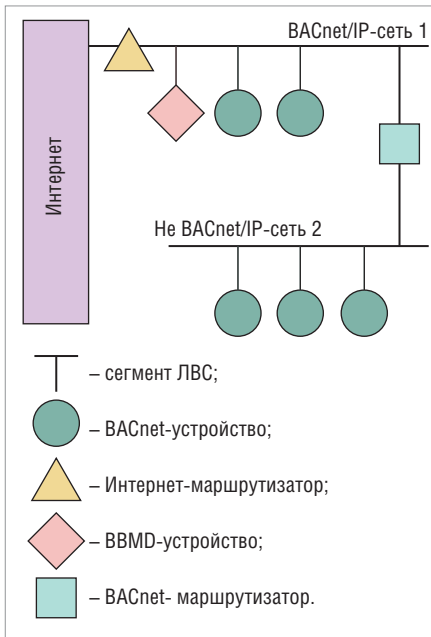 BACnet/IP-сеть 1
Интернет
Не BACnet/IP-сеть 2
– сегмент ЛВС;
– BACnet-устройство;
– Интернет-маршрутизатор;
– BBMD-устройство;
– BACnet- маршрутизатор.